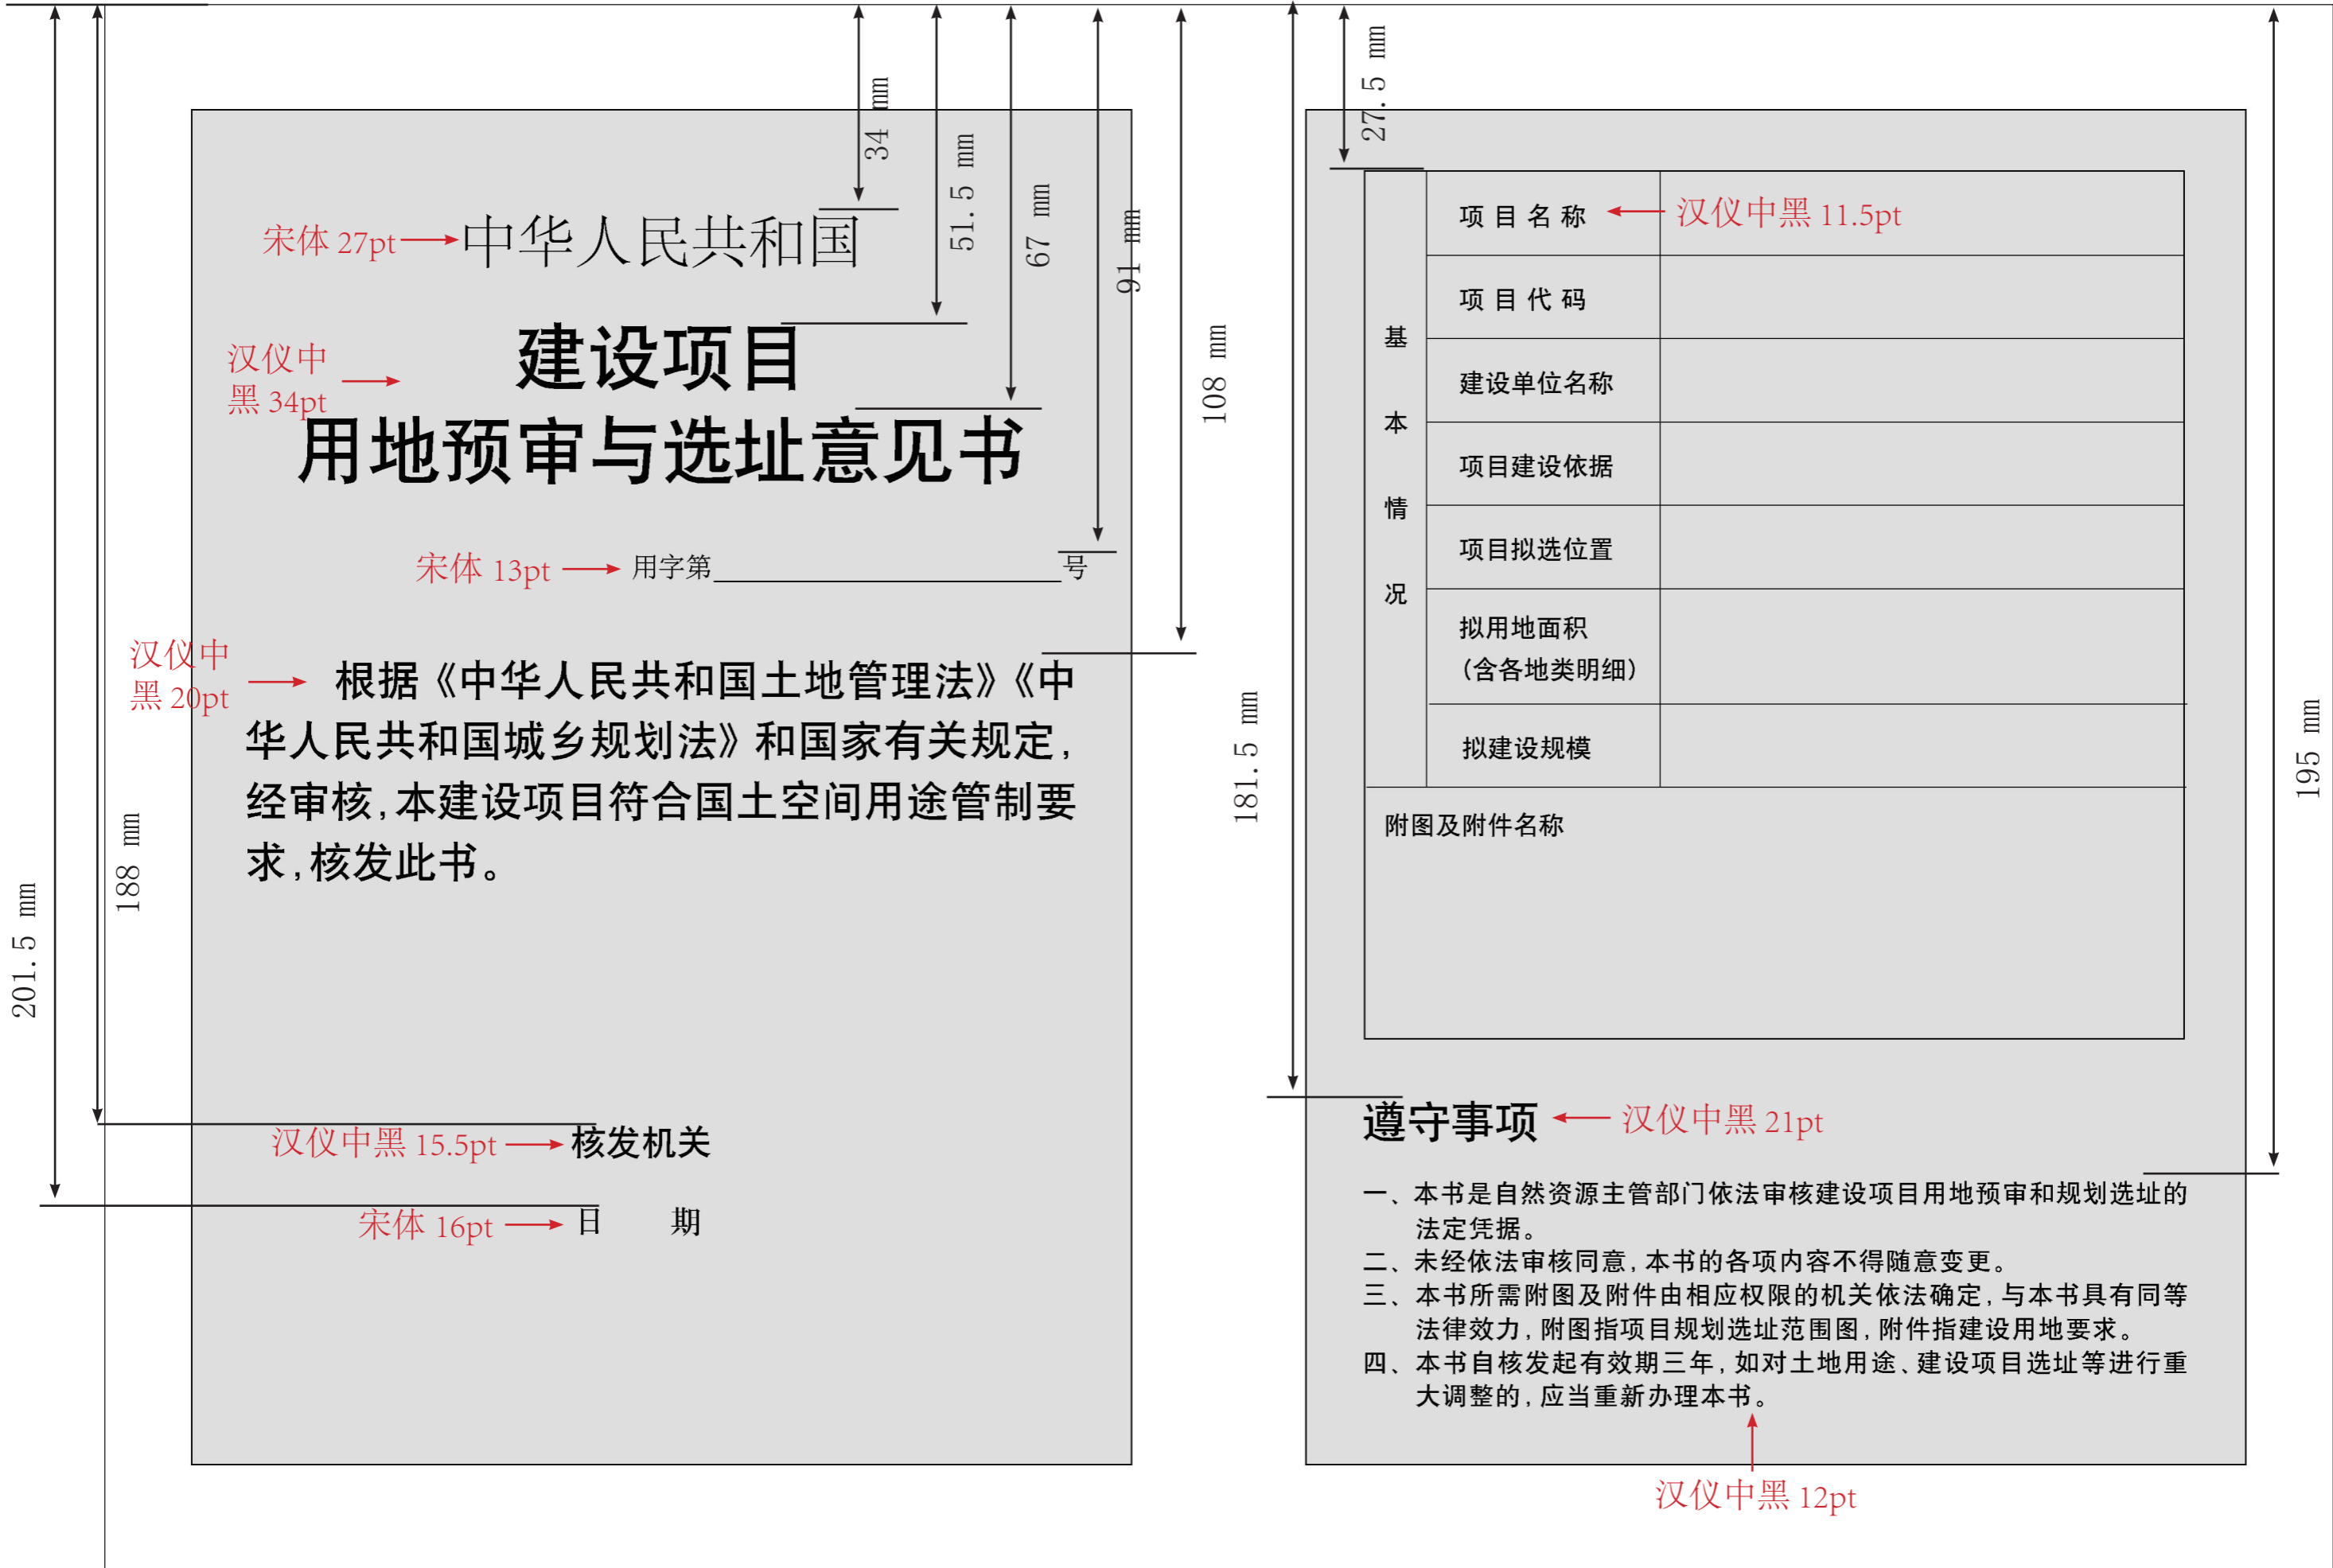 34 mm
51.5 mm
67 mm
91 mm
108 mm
188 mm
201.5 mm
宋体 27pt
中华人民共和国
汉仪中
黑 34pt
建设项目
用地预审与选址意见书
宋体 13pt
用字第
号
汉仪中
黑 20pt
根据《中华人民共和国土地管理法》《中
华人民共和国城乡规划法》和国家有关规定,
经审核,本建设项目符合国土空间用途管制要
求,核发此书。
汉仪中黑 15.5pt
核发机关
宋体 16pt
日 期
27.5 mm
181.5 mm
195 mm
基本情况
项目名称
汉仪中黑 11.5pt
项目代码
建设单位名称
项目建设依据
项目拟选位置
拟用地面积
(含各地类明细)
拟建设规模
附图及附件名称
遵守事项
汉仪中黑 21pt
一、本书是自然资源主管部门依法审核建设项目用地预审和规划选址的
法定凭据。
二、未经依法审核同意,本书的各项内容不得随意变更。
三、本书所需附图及附件由相应权限的机关依法确定,与本书具有同等
法律效力,附图指项目规划选址范围图,附件指建设用地要求。
四、本书自核发起有效期三年,如对土地用途、建设项目选址等进行重
大调整的,应当重新办理本书。
汉仪中黑 12pt